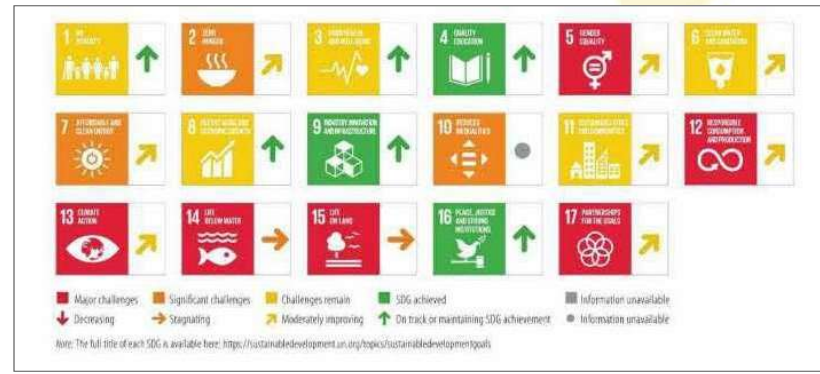 1 NO POVERTY
2 ZERO HUNGER
3 GOOD HEALTH AND WELL-BEING
4 QUALITY EDUCATION
5 GENDER EQUALITY
6 CLEAN WATER AND SANITATION
7 AFFORDABLE AND CLEAN ENERGY
8 DECENT WORK AND ECONOMIC GROWTH
9 INDUSTRY, INNOVATION AND INFRASTRUCTURE
10 REDUCED INEQUALITIES
11 SUSTAINABLE CITIES AND COMMUNITIES
12 RESPONSIBLE CONSUMPTION AND PRODUCTION
13 CLIMATE ACTION
14 LIFE BELOW WATER
15 LIFE ON LAND
16 PEACE, JUSTICE AND STRONG INSTITUTIONS
17 PARTNERSHIPS FOR THE GOALS
Major challenges Significant challenges Challenges remain SDG achieved Information unavailable
Decreasing Stagnating Moderately improving On track or maintaining SDG achievement Information unavailable
Note: The full title of each SDG is available here: https://sustainabledevelopment.un.org/topics/sustainabledevelopmentgoals